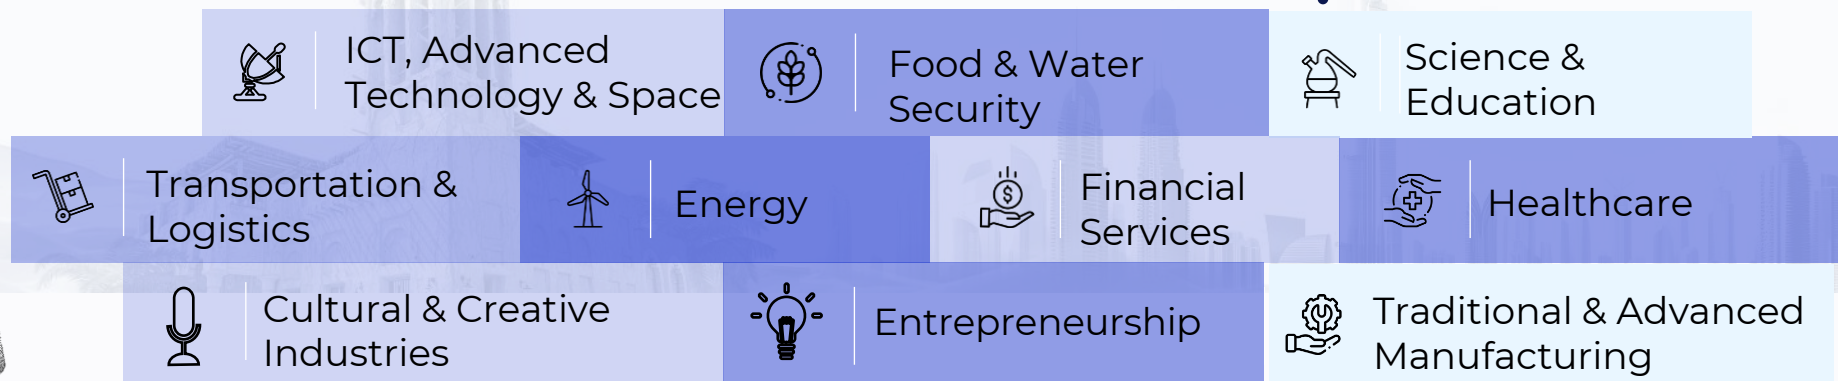 ICT, Advanced
Technology & Space
Food & Water
Security
Science &
Education
Transportation &
Logistics
Energy
Financial
Services
Healthcare
Cultural & Creative
Industries
Entrepreneurship
Traditional & Advanced
Manufacturing